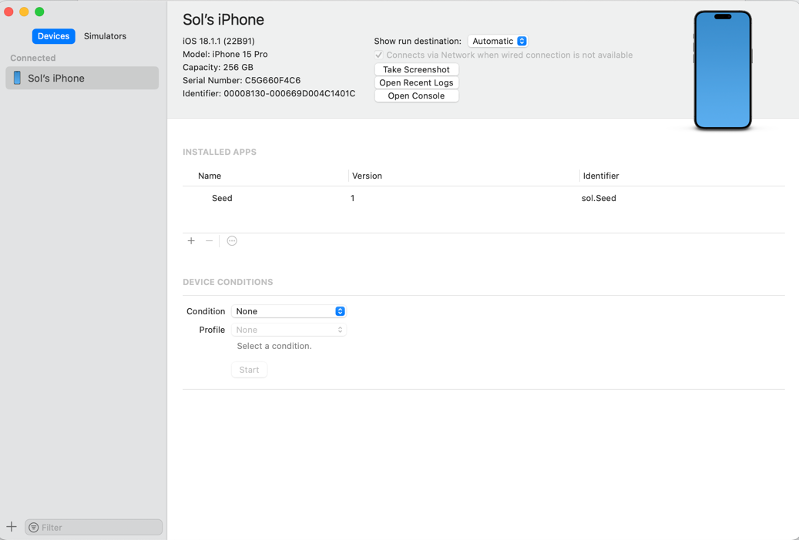 Devices Simulators
Connected
Sol's iPhone
Filter
Sol's iPhone
iOS 18.1.1 (22B91)
Model: iPhone 15 Pro
Capacity: 256 GB
Serial Number: C5G660F4C6
Identifier: 00008130-000669D004C1401C
Show run destination: Automatic
Connects via Network when wired connection is not available
Take Screenshot
Open Recent Logs
Open Console
INSTALLED APPS
Name Version Identifier
Seed 1 sol.Seed
DEVICE CONDITIONS
Condition None
Profile None
Select a condition.
Start